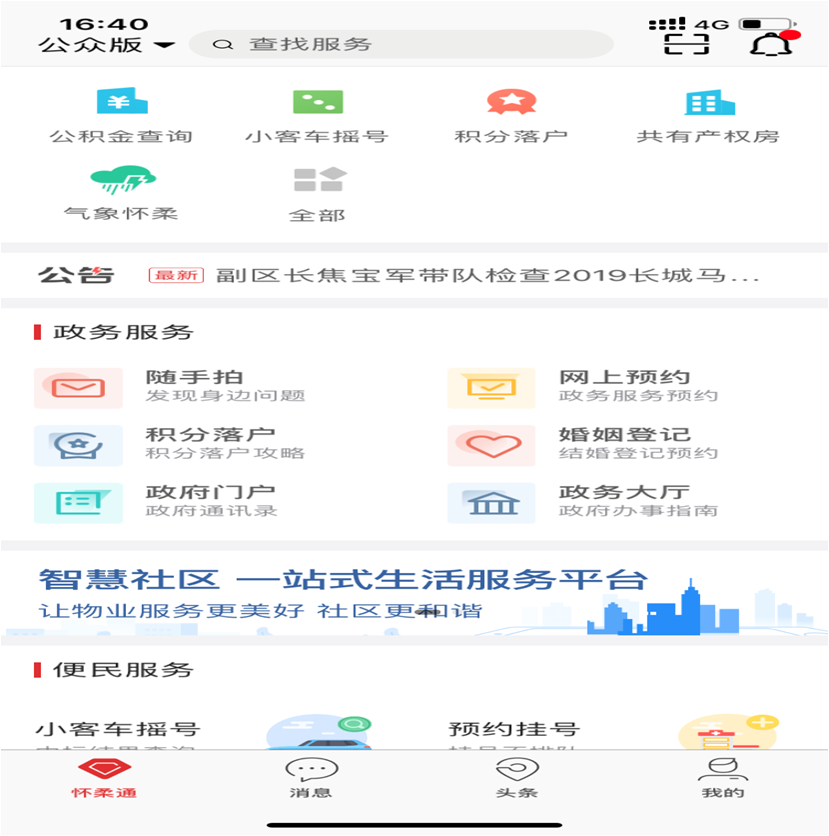 16:40
4G
公众版
查找服务
公积金查询 小客车摇号 积分落户 共有产权房
气象怀柔 全部
公告 最新 副区长焦宝军带队检查2019长城马...
政务服务
随手拍 网上预约
发现身边问题 政务服务预约
积分落户 婚姻登记
积分落户攻略 结婚登记预约
政府门户 政务大厅
政府通讯录 政府办事指南
智慧社区 一站式生活服务平台
让物业服务更美好 社区更和谐
便民服务
小客车摇号 预约挂号
怀柔通 消息 头条 我的